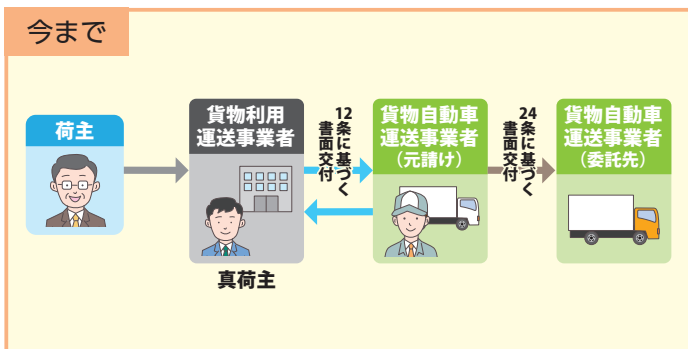 今まで
荷主
貨物利用
運送事業者
真荷主
12条に基づく
書面交付
貨物自動車
運送事業者
（元請け）
24条に基づく
書面交付
貨物自動車
運送事業者
（委託先）